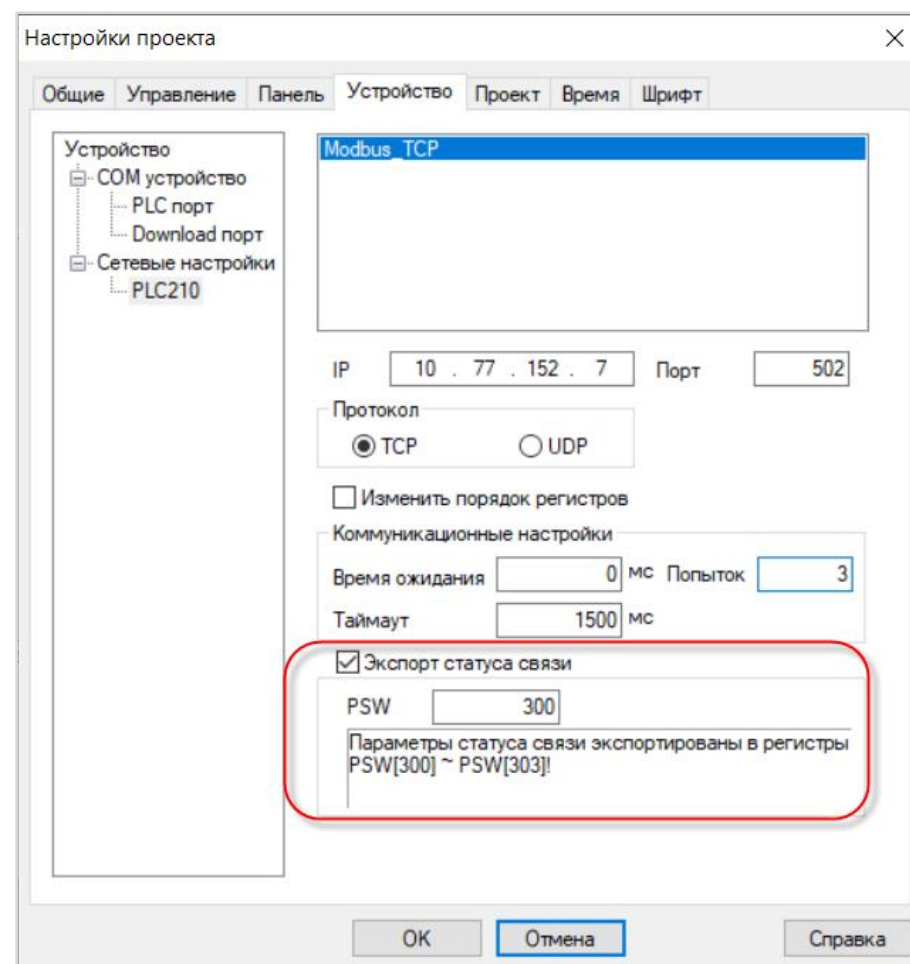 Настройки проекта
Общие Управление Панель Устройство Проект Время Шрифт
Устройство
COM устройство
PLC порт
Download порт
Сетевые настройки
PLC210
Modbus_TCP
IP 10 . 77 . 152 . 7 Порт 502
Протокол
TCP UDP
Изменить порядок регистров
Коммуникационные настройки
Время ожидания 0 мс Попыток 3
Таймаут 1500 мс
Экспорт статуса связи
PSW 300
Параметры статуса связи экспортированы в регистры
PSW[300] ~ PSW[303]!
OK Отмена Справка